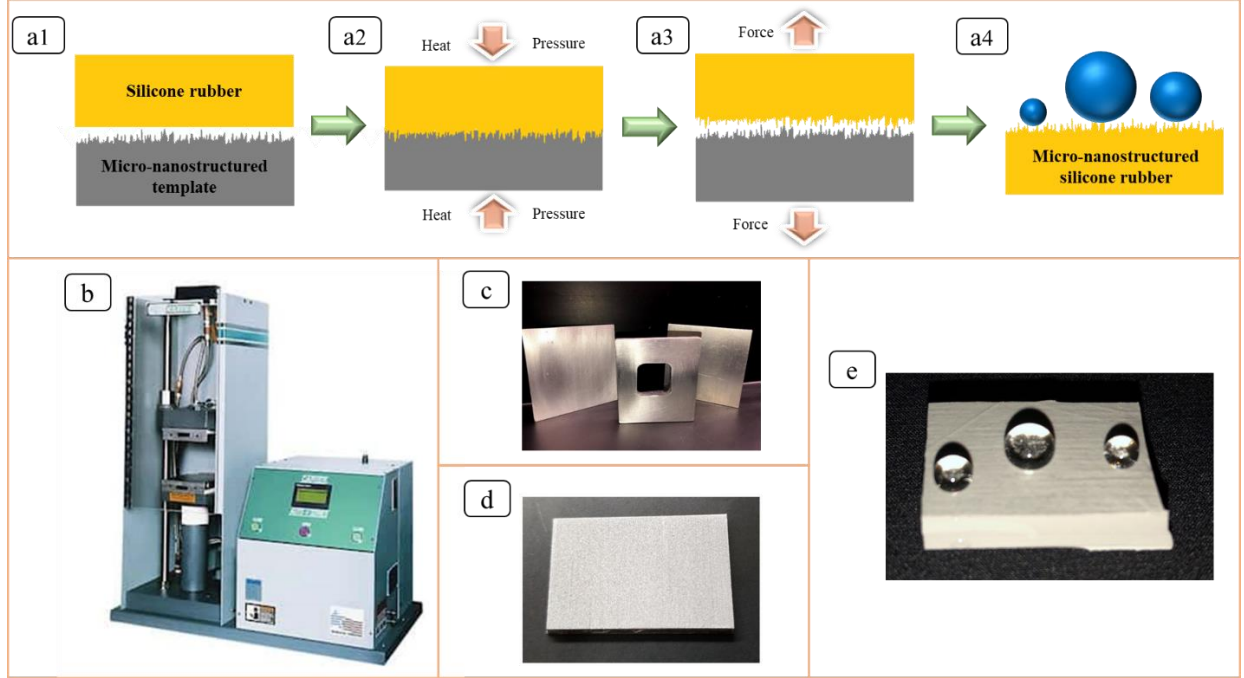 a1
Silicone rubber
Micro-nanostructured
template
a2
Heat
Pressure
Heat
Pressure
a3
Force
Force
a4
Micro-nanostructured
silicone rubber
b
c
d
e